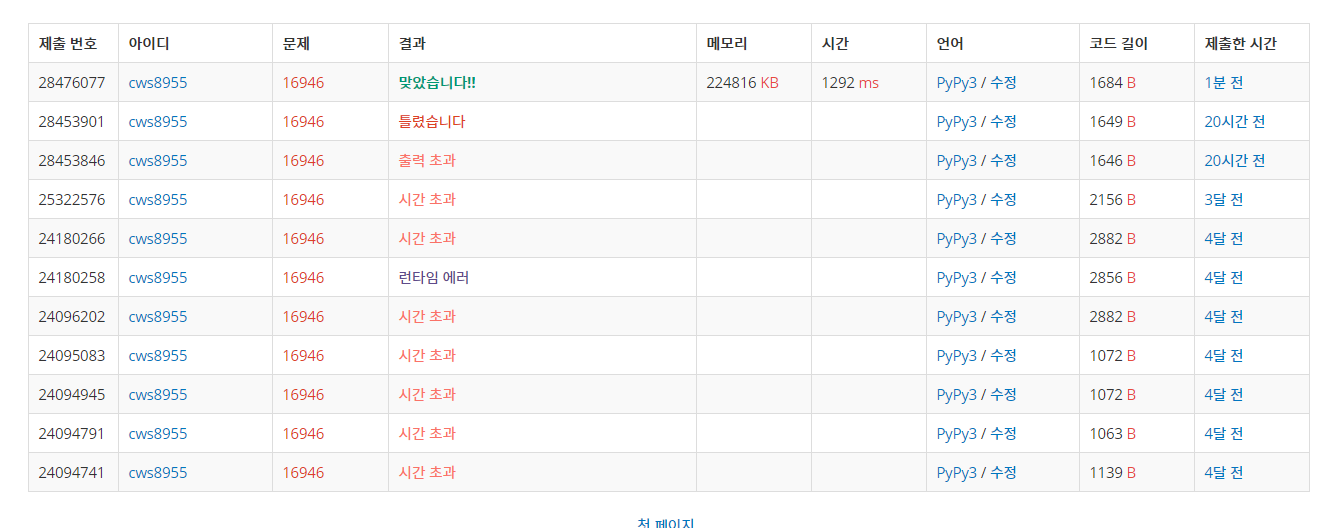 제출 번호 아이디 문제 결과 메모리 시간 언어 코드 길이 제출한 시간
28476077 cws8955 16946 맞았습니다!! 224816 KB 1292 ms PyPy3 / 수정 1684 B 1분 전
28453901 cws8955 16946 틀렸습니다 PyPy3 / 수정 1649 B 20시간 전
28453846 cws8955 16946 출력 초과 PyPy3 / 수정 1646 B 20시간 전
25322576 cws8955 16946 시간 초과 PyPy3 / 수정 2156 B 3달 전
24180266 cws8955 16946 시간 초과 PyPy3 / 수정 2882 B 4달 전
24180258 cws8955 16946 런타임 에러 PyPy3 / 수정 2856 B 4달 전
24096202 cws8955 16946 시간 초과 PyPy3 / 수정 2882 B 4달 전
24095083 cws8955 16946 시간 초과 PyPy3 / 수정 1072 B 4달 전
24094945 cws8955 16946 시간 초과 PyPy3 / 수정 1072 B 4달 전
24094791 cws8955 16946 시간 초과 PyPy3 / 수정 1063 B 4달 전
24094741 cws8955 16946 시간 초과 PyPy3 / 수정 1139 B 4달 전
첫 페이지